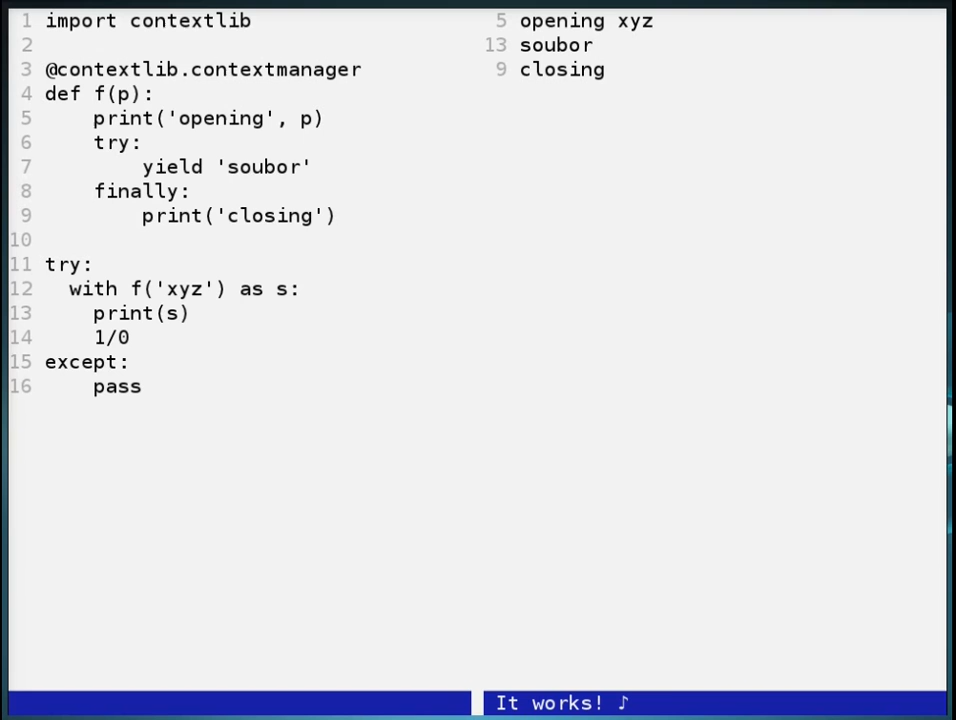 1 import contextlib
2
3 @contextlib.contextmanager
4 def f(p):
5     print('opening', p)
6     try:
7         yield 'soubor'
8     finally:
9         print('closing')
10
11 try:
12   with f('xyz') as s:
13     print(s)
14     1/0
15 except:
16     pass
5 opening xyz
13 soubor
9 closing
It works! ♪